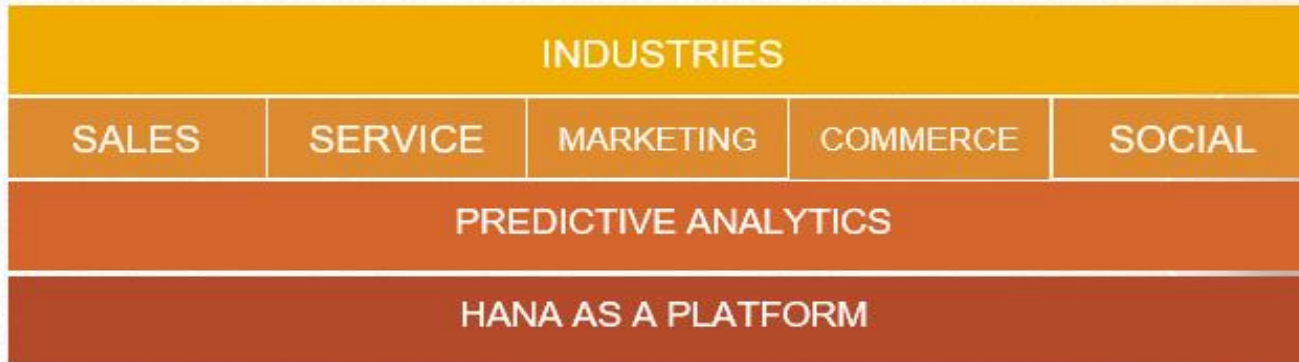 INDUSTRIES
SALES SERVICE MARKETING COMMERCE SOCIAL
PREDICTIVE ANALYTICS
HANA AS A PLATFORM